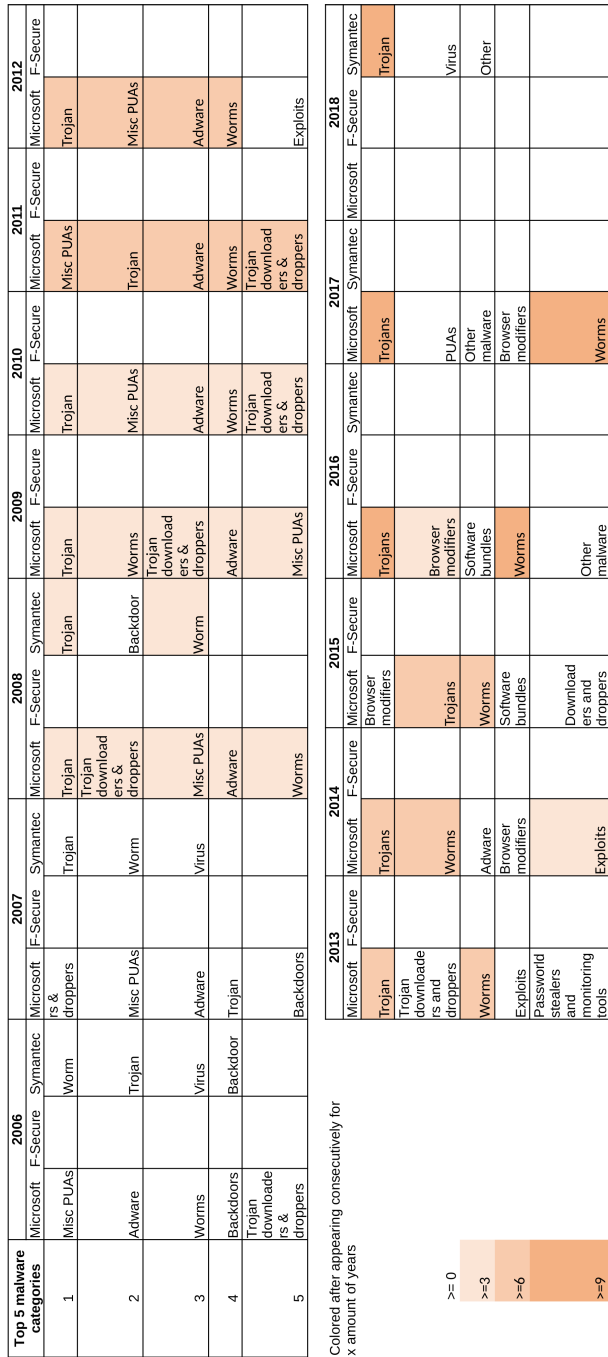 Top 5 malware
categories
2006
2007
2008
2009
2010
2011
2012
Microsoft
F-Secure
Symantec
Microsoft
F-Secure
Symantec
Microsoft
F-Secure
Symantec
Microsoft
F-Secure
Microsoft
F-Secure
Microsoft
F-Secure
Microsoft
F-Secure
1
Misc PUAs
Worm
rs &
droppers
Trojan
Trojan
Trojan
Trojan
Trojan
Misc PUAs
Trojan
2
Adware
Trojan
Misc PUAs
Worm
Trojan
download
ers &
droppers
Backdoor
Worms
Misc PUAs
Trojan
Misc PUAs
3
Worms
Virus
Adware
Virus
Misc PUAs
Worm
Trojan
download
ers &
droppers
Adware
Adware
Adware
4
Backdoors
Backdoor
Trojan
Adware
Adware
Worms
Worms
Worms
5
Trojan
downloade
rs &
droppers
Backdoors
Worms
Misc PUAs
Trojan
download
ers &
droppers
Trojan
download
ers &
droppers
Exploits
Colored after appearing consecutively for
x amount of years
>= 0
>=3
>=6
>=9
2013
2014
2015
2016
2017
2018
Microsoft
F-Secure
Microsoft
F-Secure
Microsoft
F-Secure
Microsoft
F-Secure
Symantec
Microsoft
Symantec
Microsoft
F-Secure
Symantec
Trojan
Trojans
Browser
modifiers
Trojans
Trojans
Trojan
Trojan
downloade
rs and
droppers
Worms
Trojans
Browser
modifiers
PUAs
Virus
Worms
Adware
Worms
Software
bundles
Other
malware
Other
Exploits
Browser
modifiers
Software
bundles
Worms
Browser
modifiers
Passworld
stealers
and
monitoring
tools
Exploits
Download
ers and
droppers
Other
malware
Worms